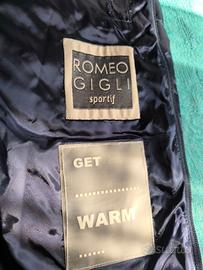 ROMEO
GIGLI
sportif
GET
..................
WARM
......